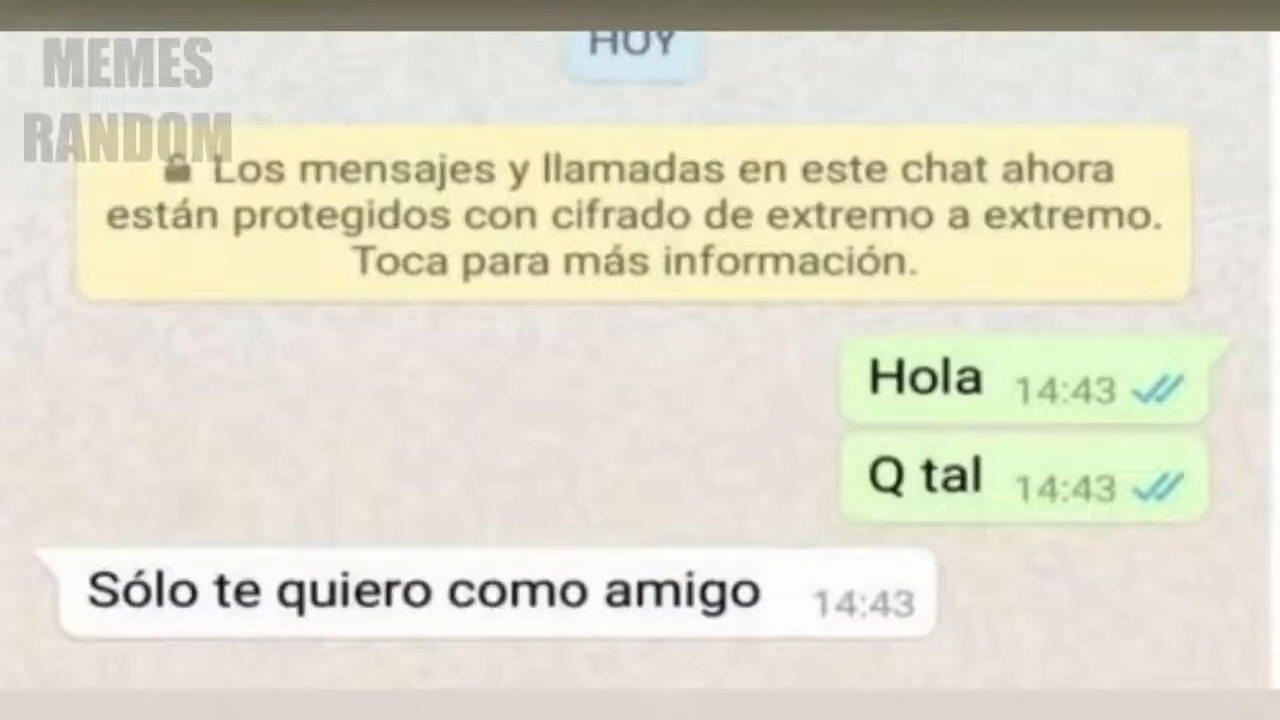 MEMES
RANDOM
HOY
Los mensajes y llamadas en este chat ahora
están protegidos con cifrado de extremo a extremo.
Toca para más información.
Hola 14:43
Q tal 14:43
Sólo te quiero como amigo 14:43